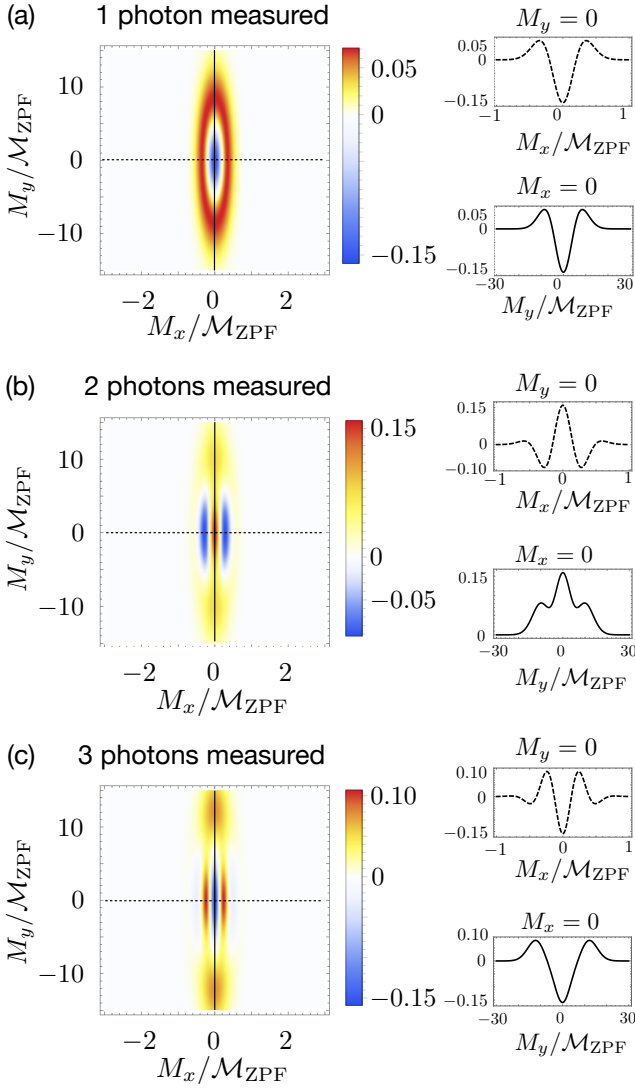 (a) 1 photon measured
M_y/ℳ_ZPF
10
0
−10
−2 0 2
M_x/ℳ_ZPF
0.05
0
−0.15
M_y = 0
0.05
0
−0.15
−1 0 1
M_x/ℳ_ZPF
M_x = 0
0.05
0
−0.15
−30 0 30
M_y/ℳ_ZPF
(b) 2 photons measured
M_y/ℳ_ZPF
10
0
−10
−2 0 2
M_x/ℳ_ZPF
0.15
0
−0.05
M_y = 0
0.15
0
−0.10
−1 0 1
M_x/ℳ_ZPF
M_x = 0
0.15
0
−30 0 30
M_y/ℳ_ZPF
(c) 3 photons measured
M_y/ℳ_ZPF
10
0
−10
−2 0 2
M_x/ℳ_ZPF
0.10
0
−0.15
M_y = 0
0.10
0
−0.15
−1 0 1
M_x/ℳ_ZPF
M_x = 0
0.10
0
−0.15
−30 0 30
M_y/ℳ_ZPF